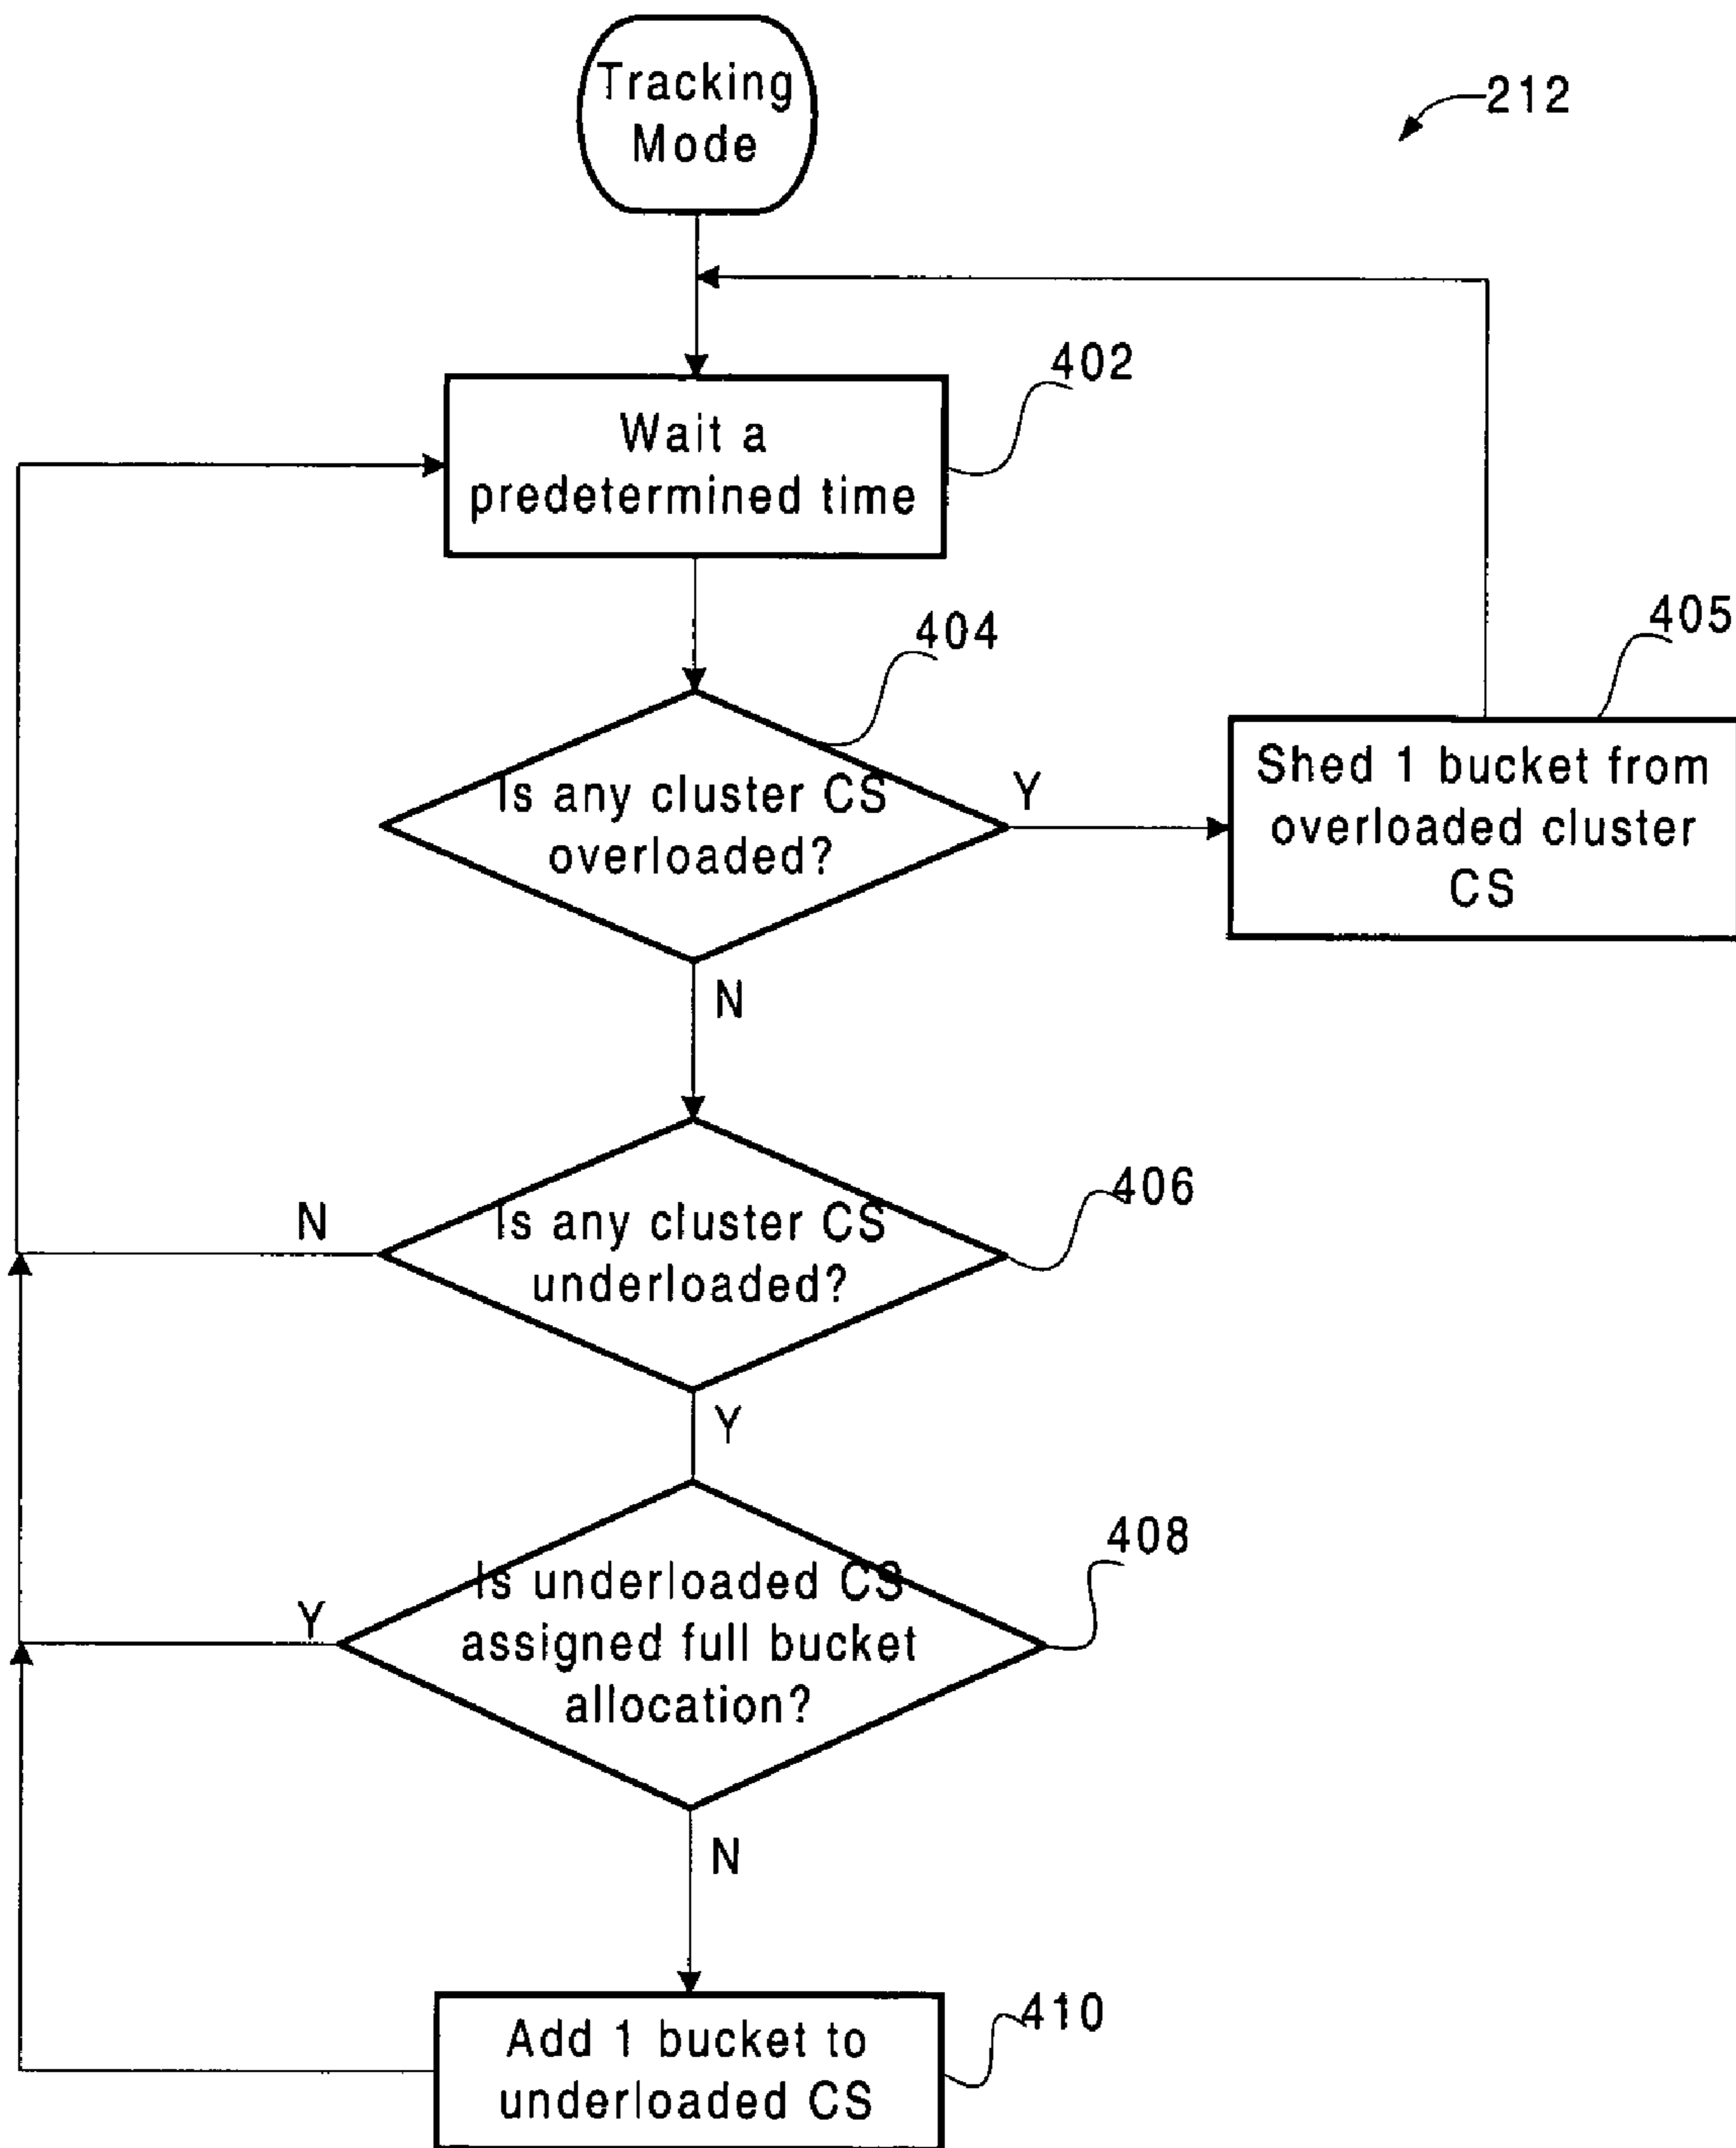 Tracking
Mode
212
402
Wait a
predetermined time
404
405
Is any cluster CS
overloaded?
Y
Shed 1 bucket from
overloaded cluster
CS
N
406
N
Is any cluster CS
underloaded?
Y
408
Y
Is underloaded CS
assigned full bucket
allocation?
N
410
Add 1 bucket to
underloaded CS